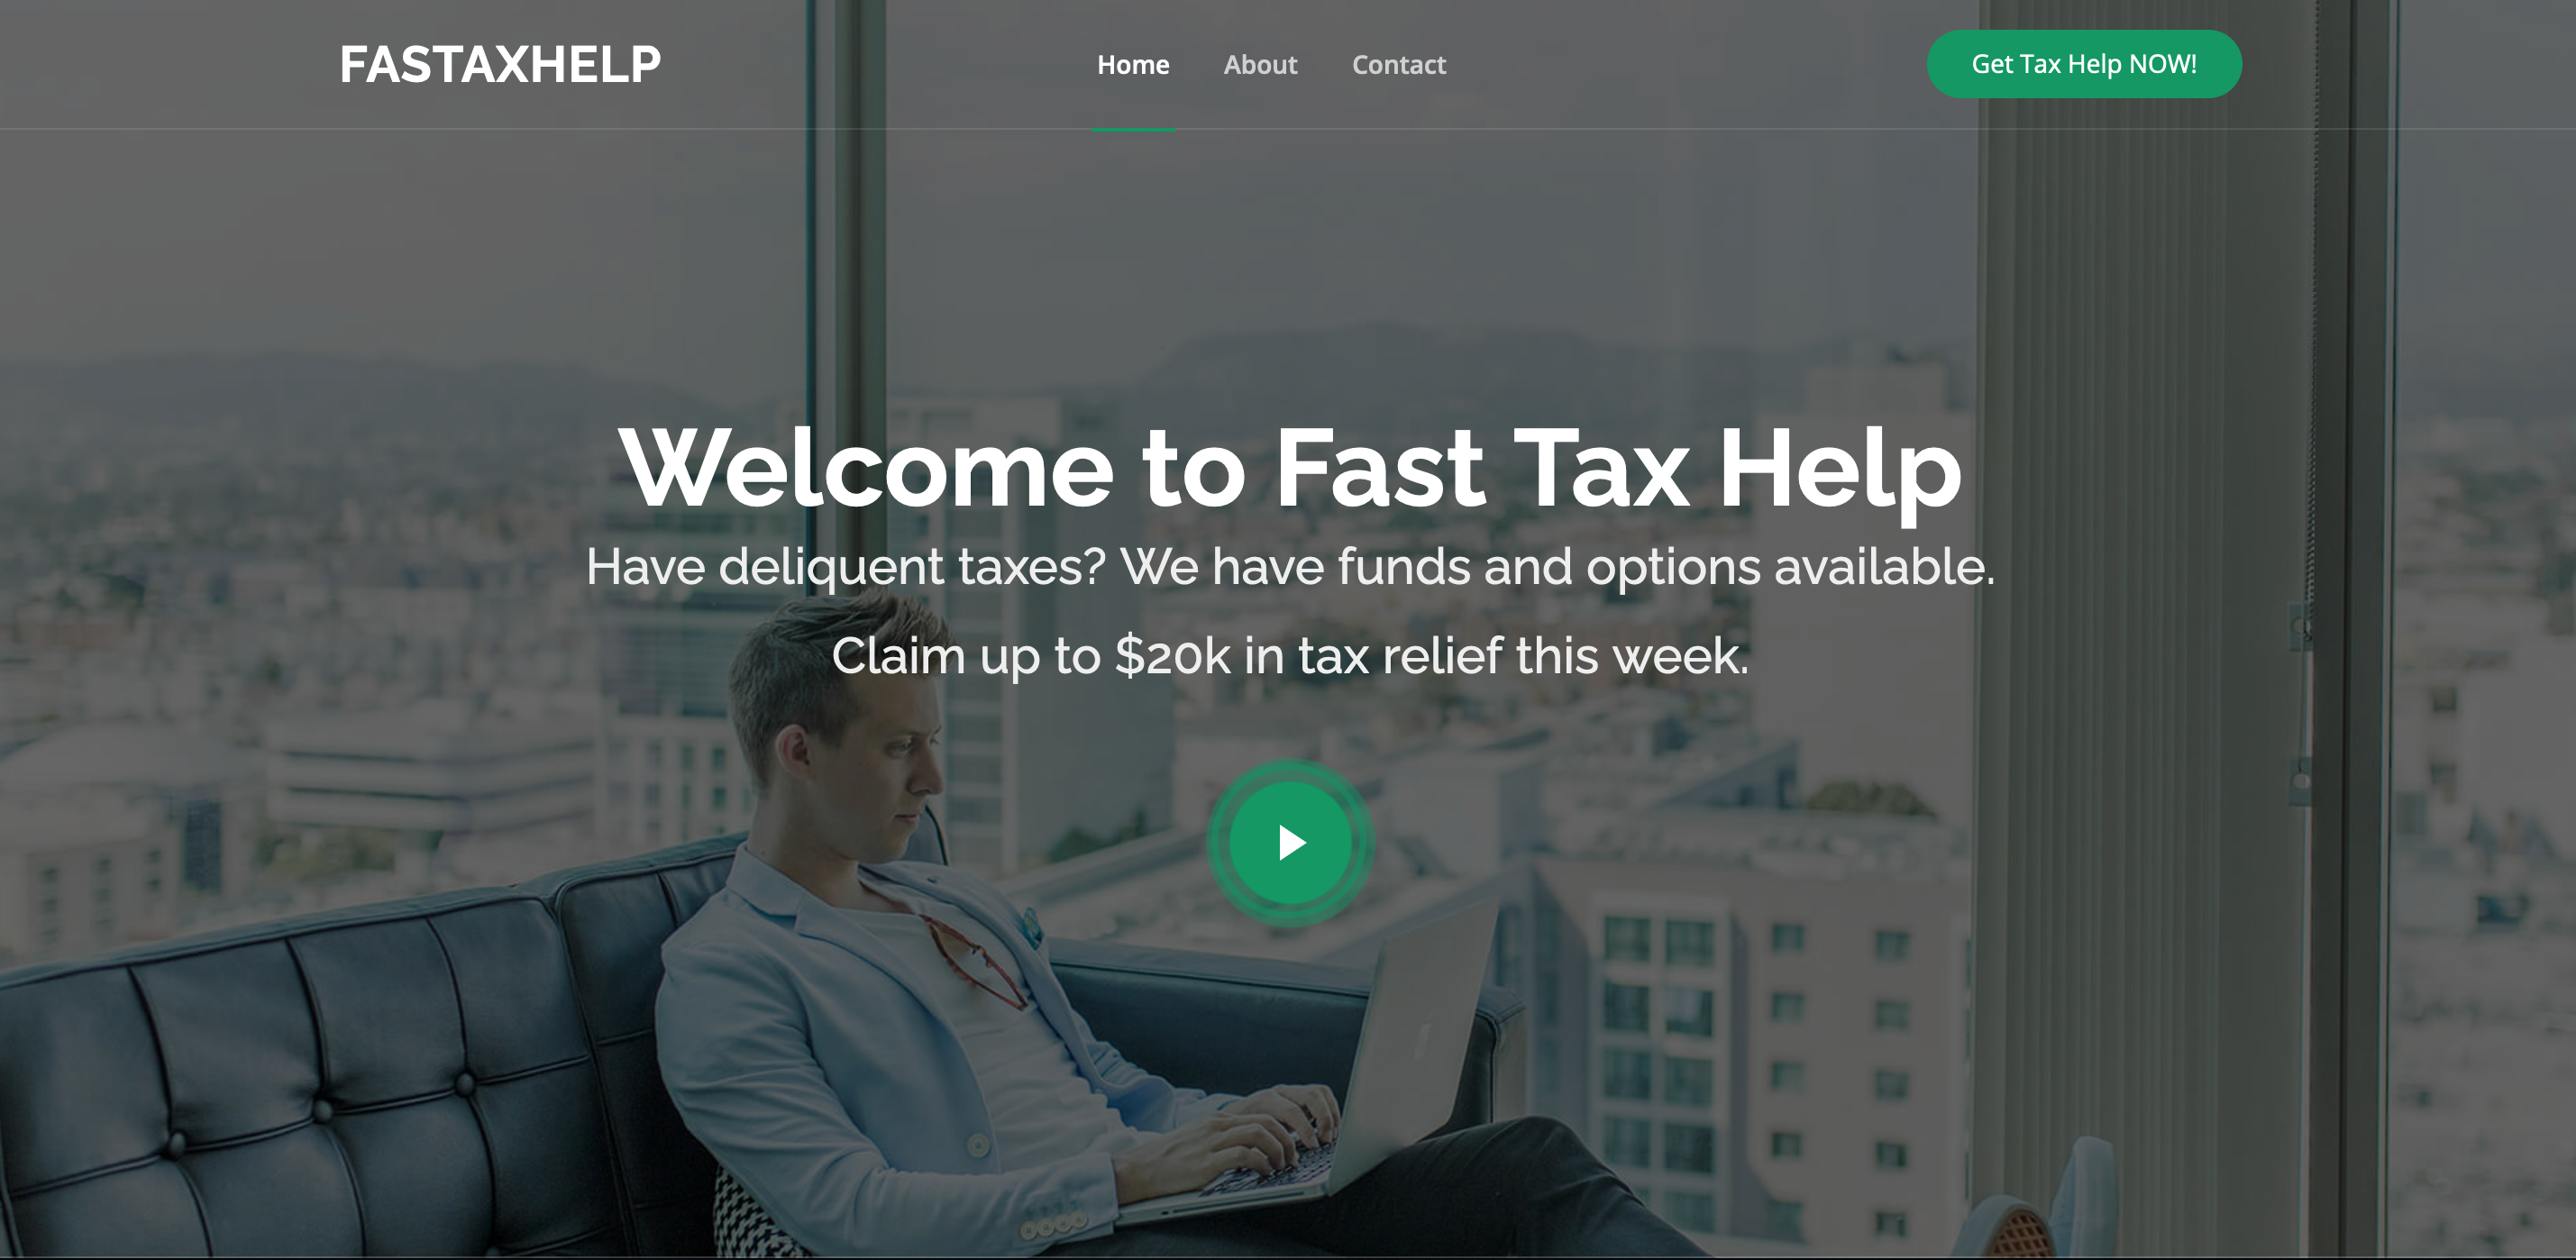 FASTAXHELP
Home About Contact
Get Tax Help NOW!
Welcome to Fast Tax Help
Have deliquent taxes? We have funds and options available.
Claim up to $20k in tax relief this week.